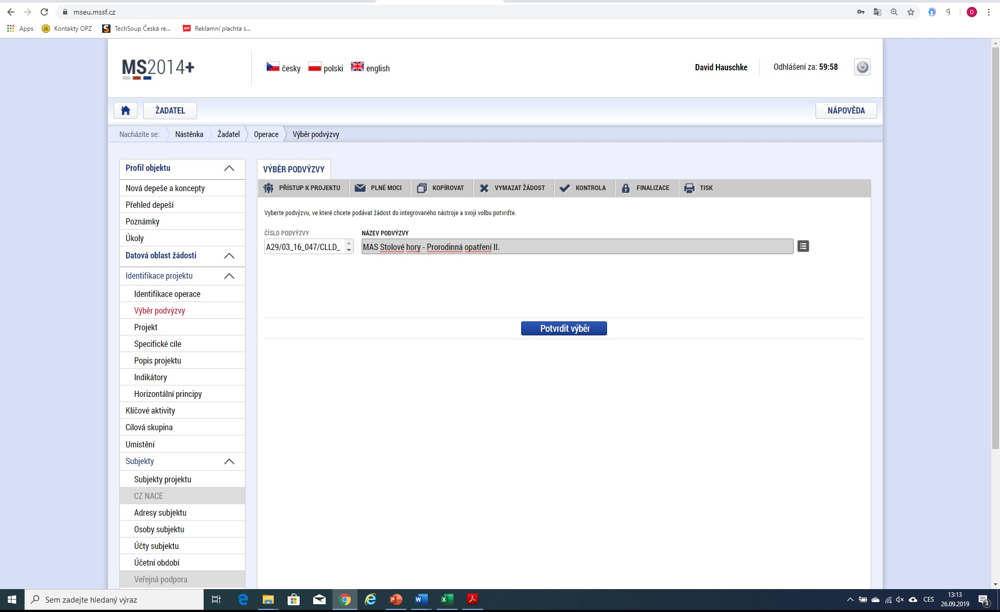 mseu.mssf.cz
D
Apps
Kontakty OPZ
TechSoup Česká re...
RP
Reklamní plachta s...
MS2014+
česky
polski
english
David Hauschke
Odhlášení za: 59:58
ŽADATEL
NÁPOVĚDA
Nacházíte se:
Nástěnka
Žadatel
Operace
Výběr podvýzvy
Profil objektu
Nová depeše a koncepty
Přehled depeší
Poznámky
Úkoly
Datová oblast žádosti
Identifikace projektu
Identifikace operace
Výběr podvýzvy
Projekt
Specifické cíle
Popis projektu
Indikátory
Horizontální principy
Klíčové aktivity
Cílová skupina
Umístění
Subjekty
Subjekty projektu
CZ NACE
Adresy subjektu
Osoby subjektu
Účty subjektu
Účetní období
Veřejná podpora
VÝBĚR PODVÝZVY
PŘÍSTUP K PROJEKTU
PLNÉ MOCI
KOPÍROVAT
VYMAZAT ŽÁDOST
KONTROLA
FINALIZACE
TISK
Vyberte podvýzvu, ve které chcete podávat žádost do integrovaného nástroje a svoji volbu potvrďte.
ČÍSLO PODVÝZVY
NÁZEV PODVÝZVY
A29/03_16_047/CLLD_
MAS Stolové hory - Prorodinná opatření II.
Potvrdit výběr
Sem zadejte hledaný výraz
CES
13:13
26.09.2019
3